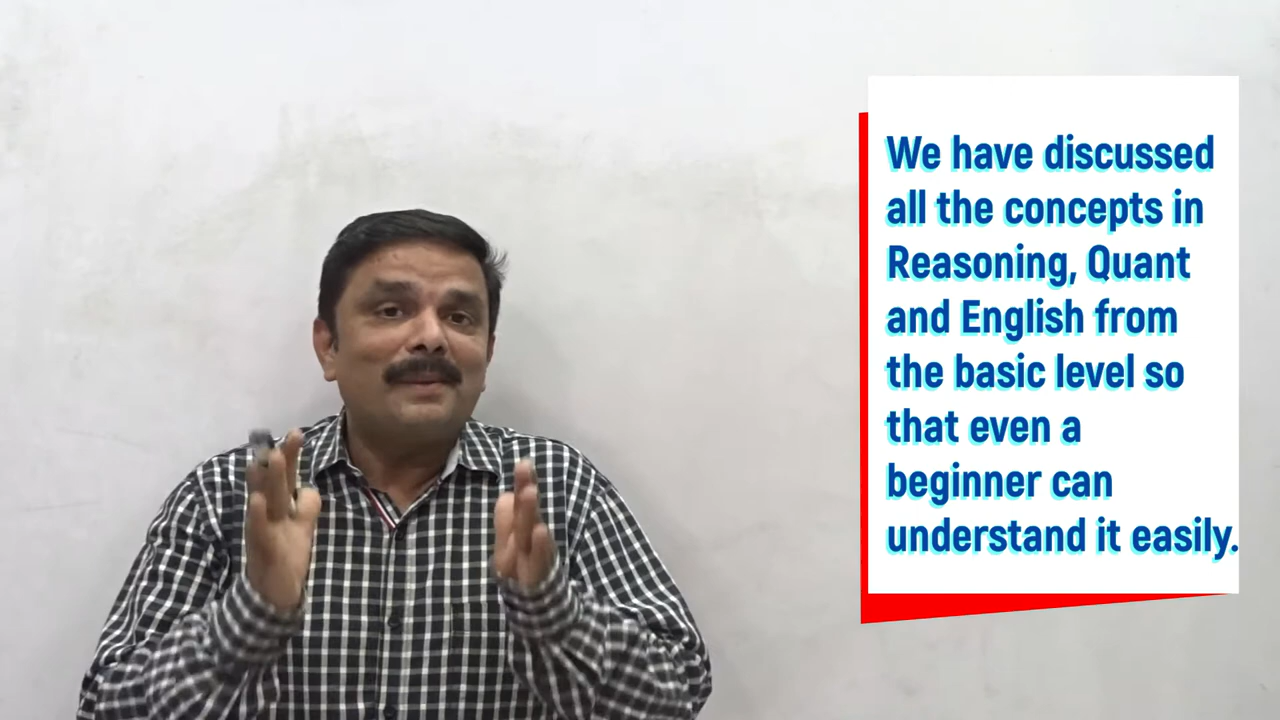 We have discussed
all the concepts in
Reasoning, Quant
and English from
the basic level so
that even a
beginner can
understand it easily.